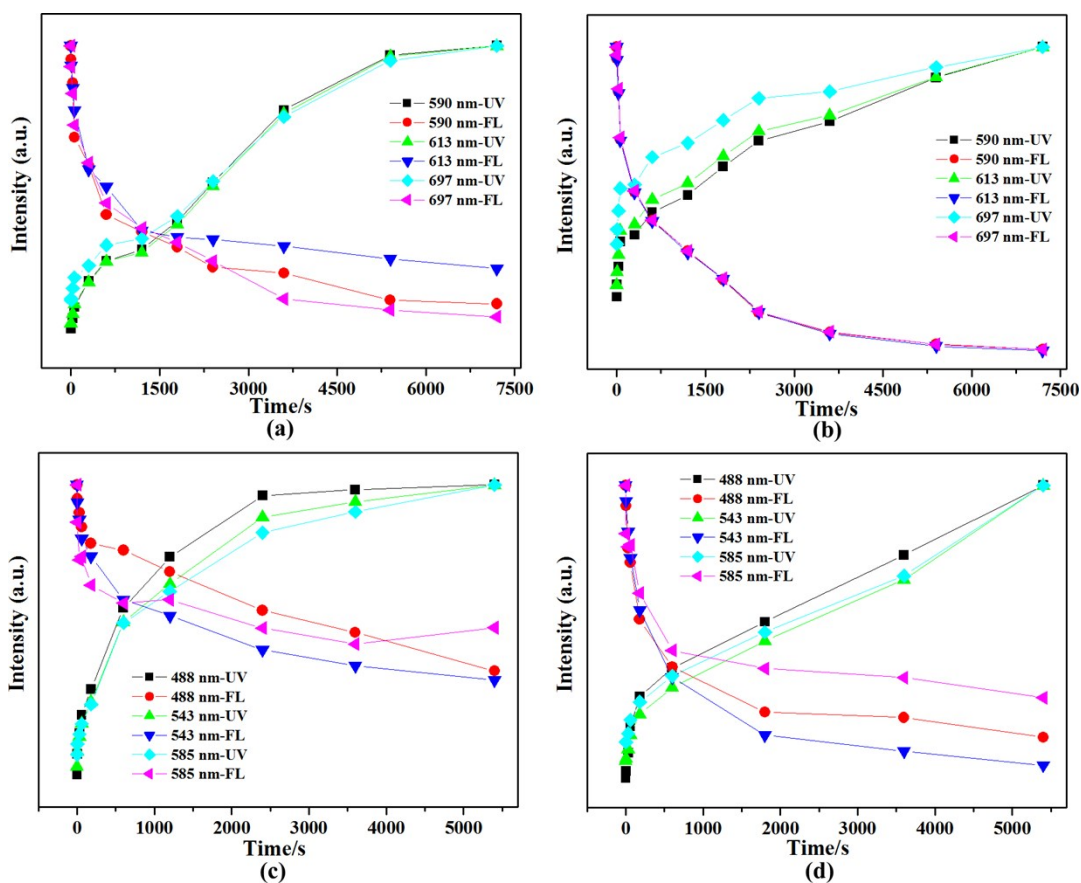 Intensity (a.u.)
590 nm-UV
590 nm-FL
613 nm-UV
613 nm-FL
697 nm-UV
697 nm-FL
0 1500 3000 4500 6000 7500
Time/s
(a)
Intensity (a.u.)
590 nm-UV
590 nm-FL
613 nm-UV
613 nm-FL
697 nm-UV
697 nm-FL
0 1500 3000 4500 6000 7500
Time/s
(b)
Intensity (a.u.)
488 nm-UV
488 nm-FL
543 nm-UV
543 nm-FL
585 nm-UV
585 nm-FL
0 1000 2000 3000 4000 5000
Time/s
(c)
Intensity (a.u.)
488 nm-UV
488 nm-FL
543 nm-UV
543 nm-FL
585 nm-UV
585 nm-FL
0 1000 2000 3000 4000 5000
Time/s
(d)